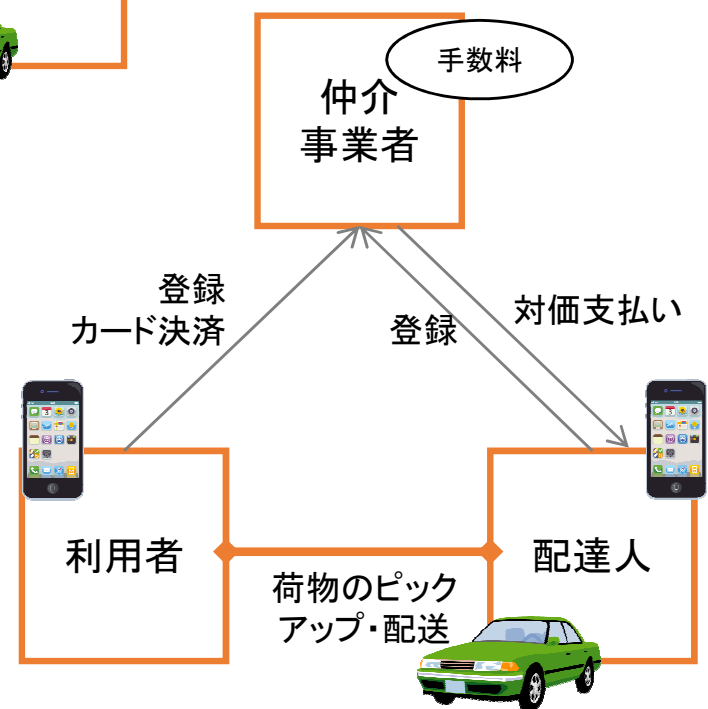 手数料
仲介
事業者
登録
カード決済
登録
対価支払い
利用者
配達人
荷物のピック
アップ・配送